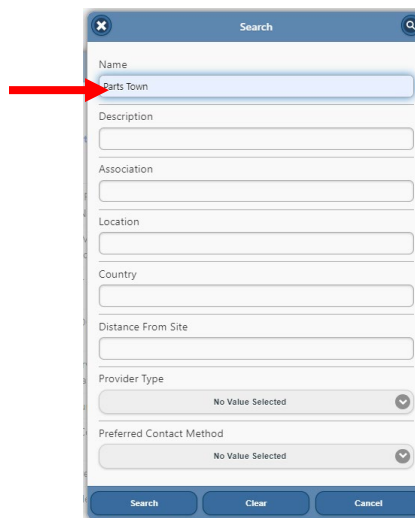 Search
Name
Parts Town
Description
Association
Location
Country
Distance From Site
Provider Type
No Value Selected
Preferred Contact Method
No Value Selected
Search Clear Cancel